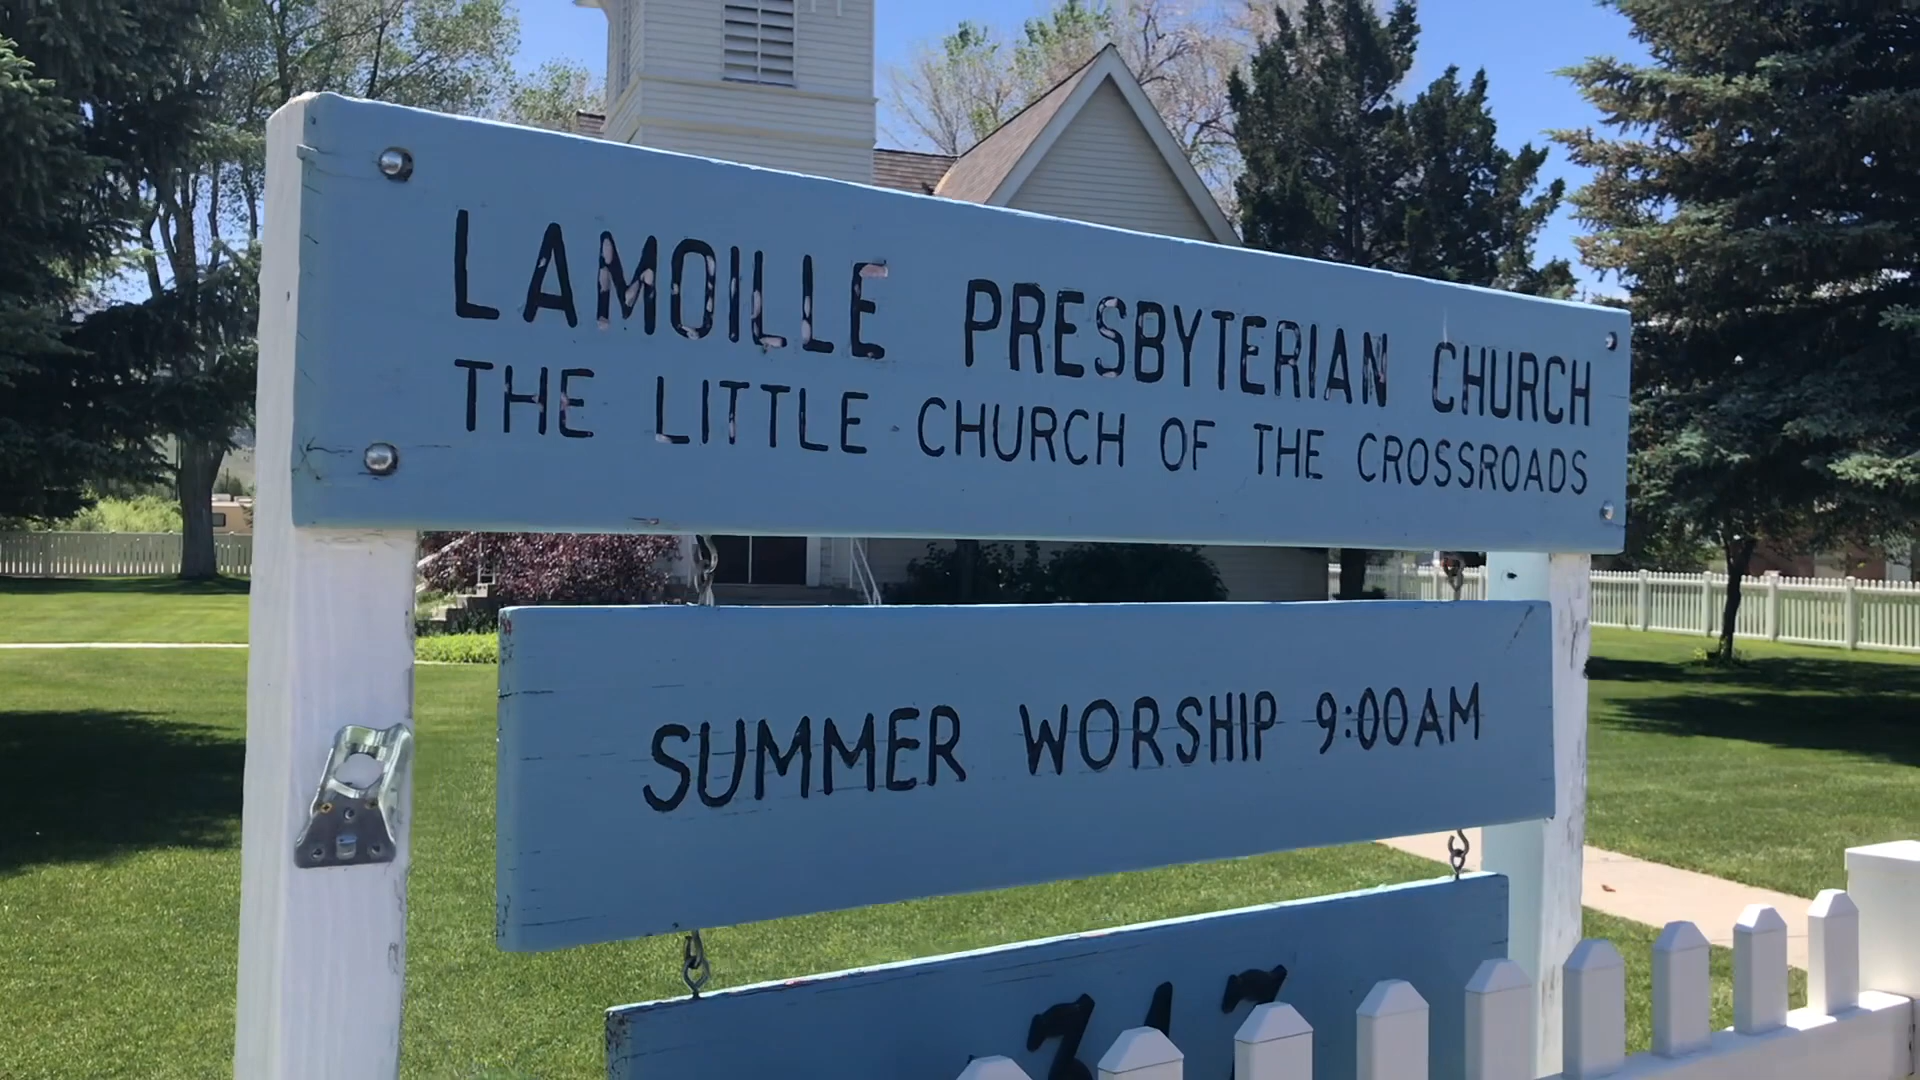 LAMOILLE PRESBYTERIAN CHURCH
THE LITTLE CHURCH OF THE CROSSROADS
SUMMER WORSHIP 9:00AM